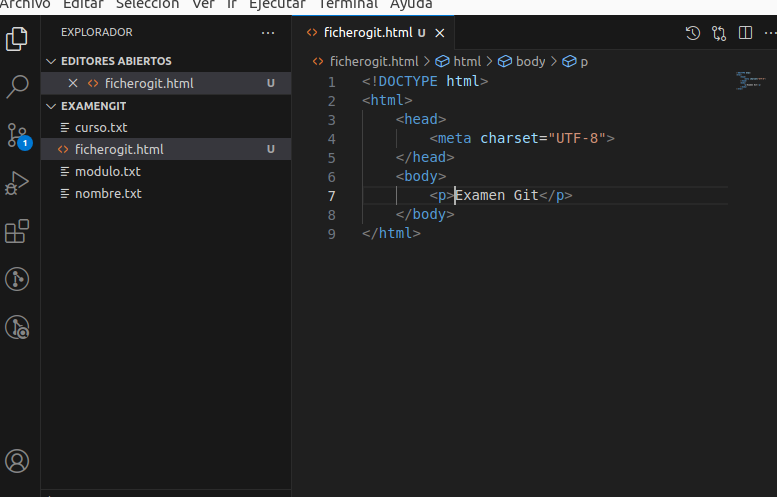 Archivo Editar Selección Ver Ir Ejecutar Terminal Ayuda
EXPLORADOR
EDITORES ABIERTOS
ficherogit.html U
EXAMENGIT
curso.txt
ficherogit.html U
modulo.txt
nombre.txt
1
ficherogit.html U
ficherogit.html > html > body > p
1 <!DOCTYPE html>
2 <html>
3 <head>
4 <meta charset="UTF-8">
5 </head>
6 <body>
7 <p>Examen Git</p>
8 </body>
9 </html>